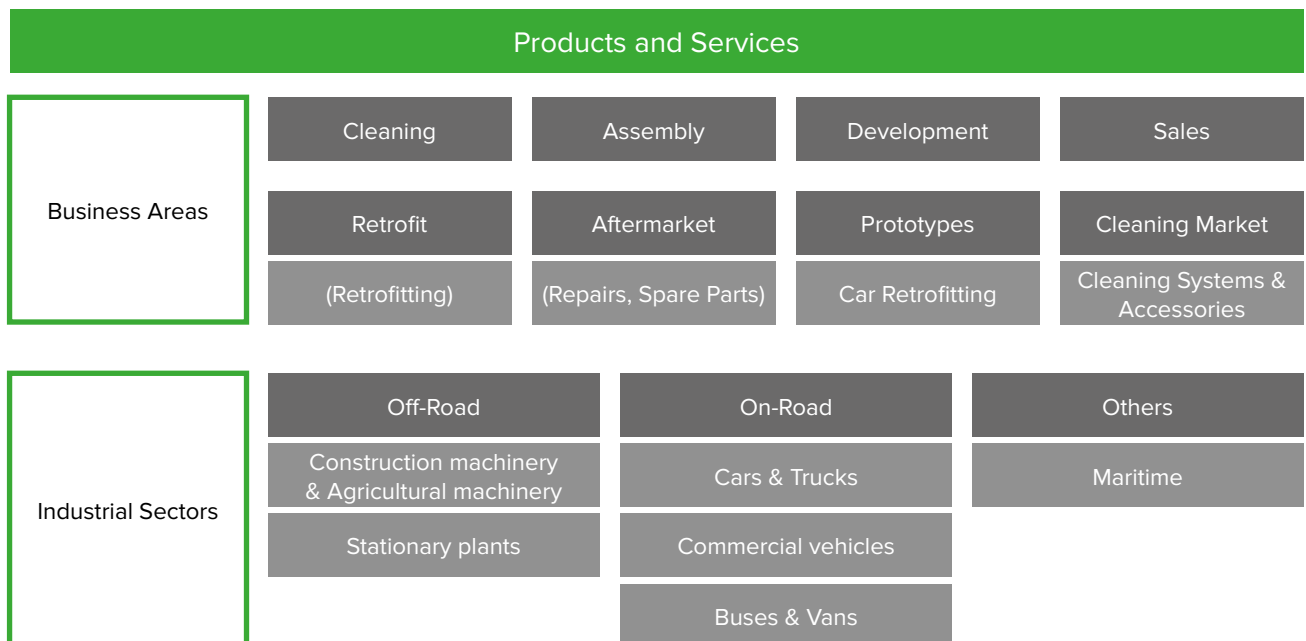 Products and Services
Business Areas
Cleaning
Assembly
Development
Sales
Retrofit
Aftermarket
Prototypes
Cleaning Market
(Retrofitting)
(Repairs, Spare Parts)
Car Retrofitting
Cleaning Systems &
Accessories
Industrial Sectors
Off-Road
On-Road
Others
Construction machinery
& Agricultural machinery
Cars & Trucks
Maritime
Stationary plants
Commercial vehicles
Buses & Vans